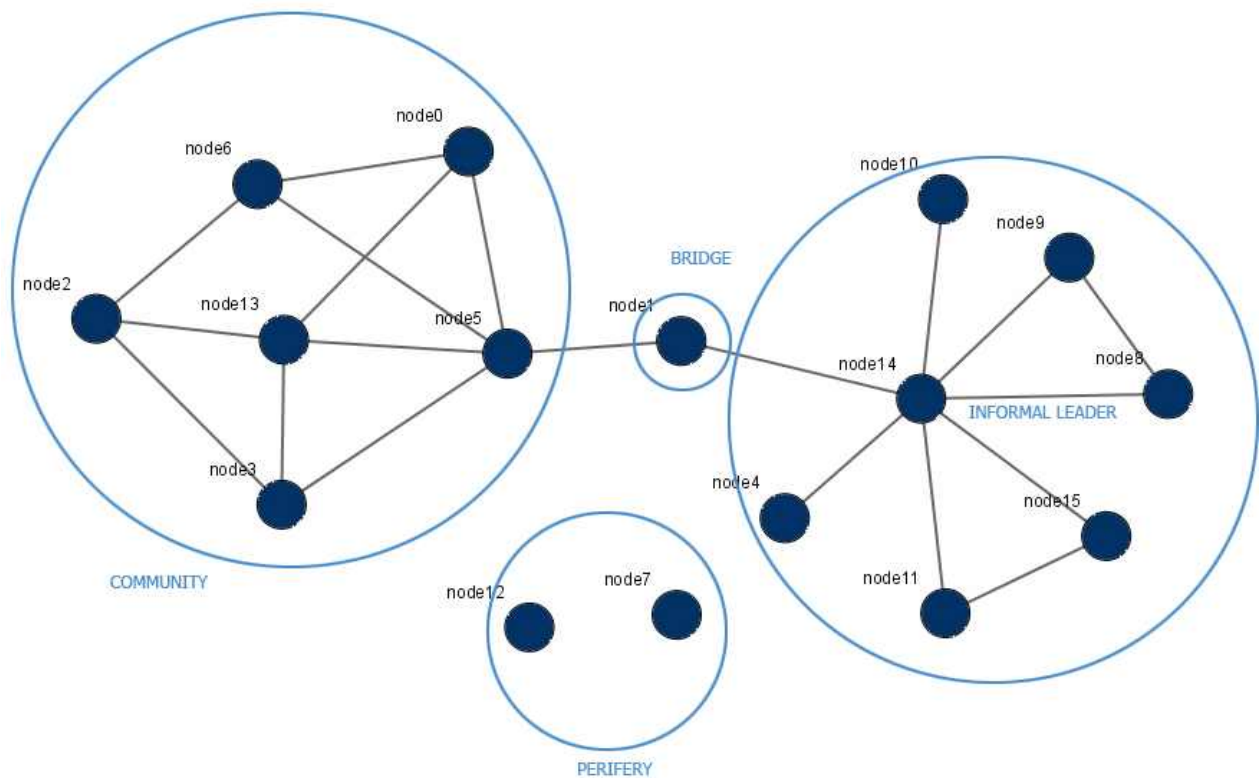 node0
node6
node10
node9
BRIDGE
node2
node13
node5
node1
node14
node8
INFORMAL LEADER
node3
node4
node15
COMMUNITY
node12
node7
node11
PERIFERY